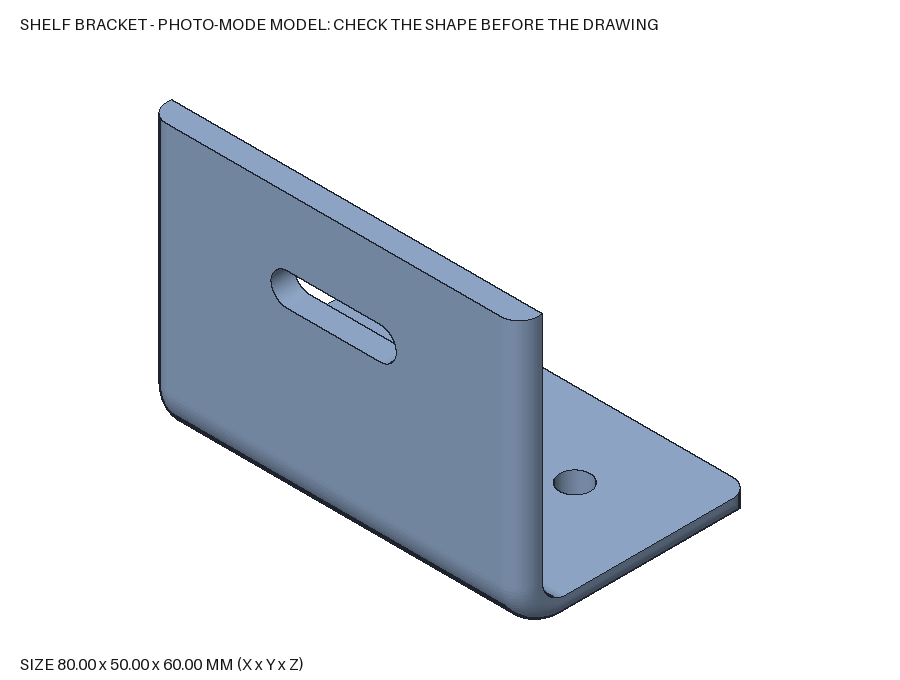 SHELF BRACKET - PHOTO-MODE MODEL: CHECK THE SHAPE BEFORE THE DRAWING
SIZE 80.00 x 50.00 x 60.00 MM (X x Y x Z)